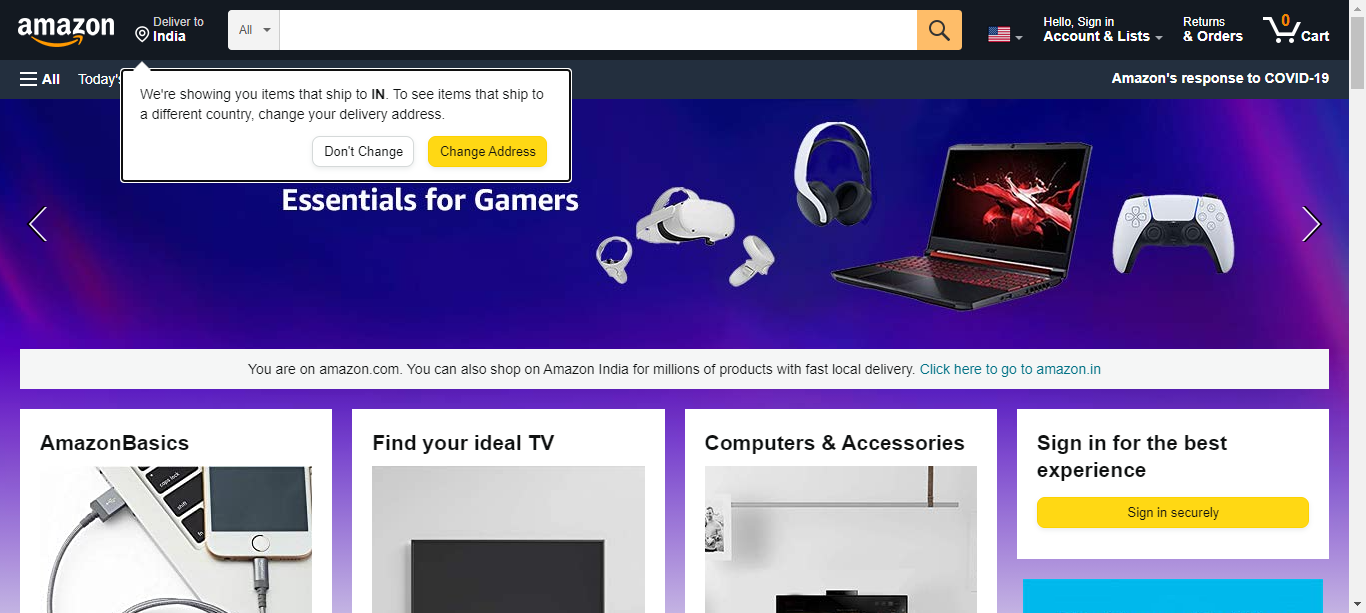 amazon
Deliver to
India
All
Hello, Sign in
Account & Lists
Returns
& Orders
0
Cart
All
Today's
Amazon's response to COVID-19
We're showing you items that ship to IN. To see items that ship to
a different country, change your delivery address.
Don't Change
Change Address
Essentials for Gamers
You are on amazon.com. You can also shop on Amazon India for millions of products with fast local delivery. Click here to go to amazon.in
AmazonBasics
Find your ideal TV
Computers & Accessories
Sign in for the best
experience
Sign in securely
caps lock
shift
fn